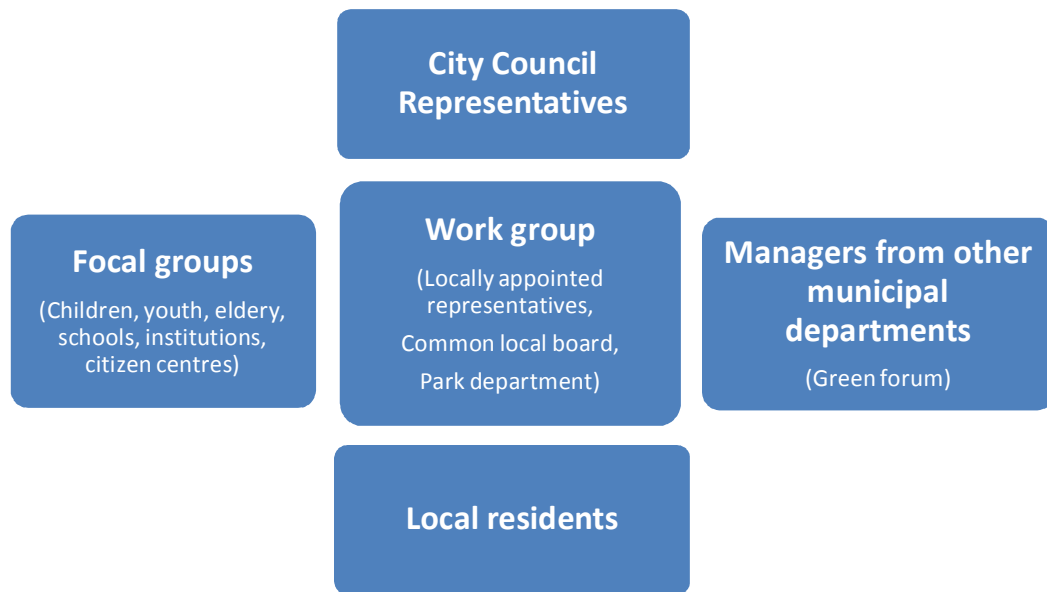 City Council
Representatives
Focal groups
(Children, youth, eldery,
schools, institutions,
citizen centres)
Work group
(Locally appointed
representatives,
Common local board,
Park department)
Managers from other
municipal
departments
(Green forum)
Local residents